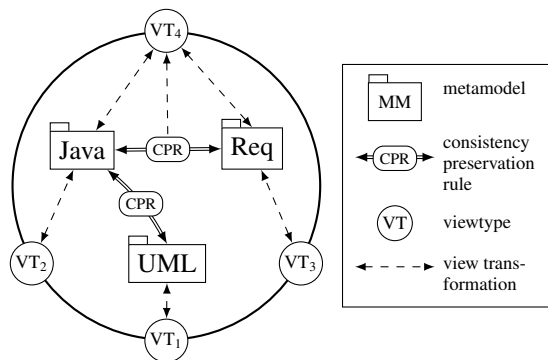 VT₄
Java
CPR
Req
CPR
VT₂
UML
VT₃
VT₁
MM
metamodel
CPR
consistency
preservation
rule
VT
viewtype
view trans-
formation